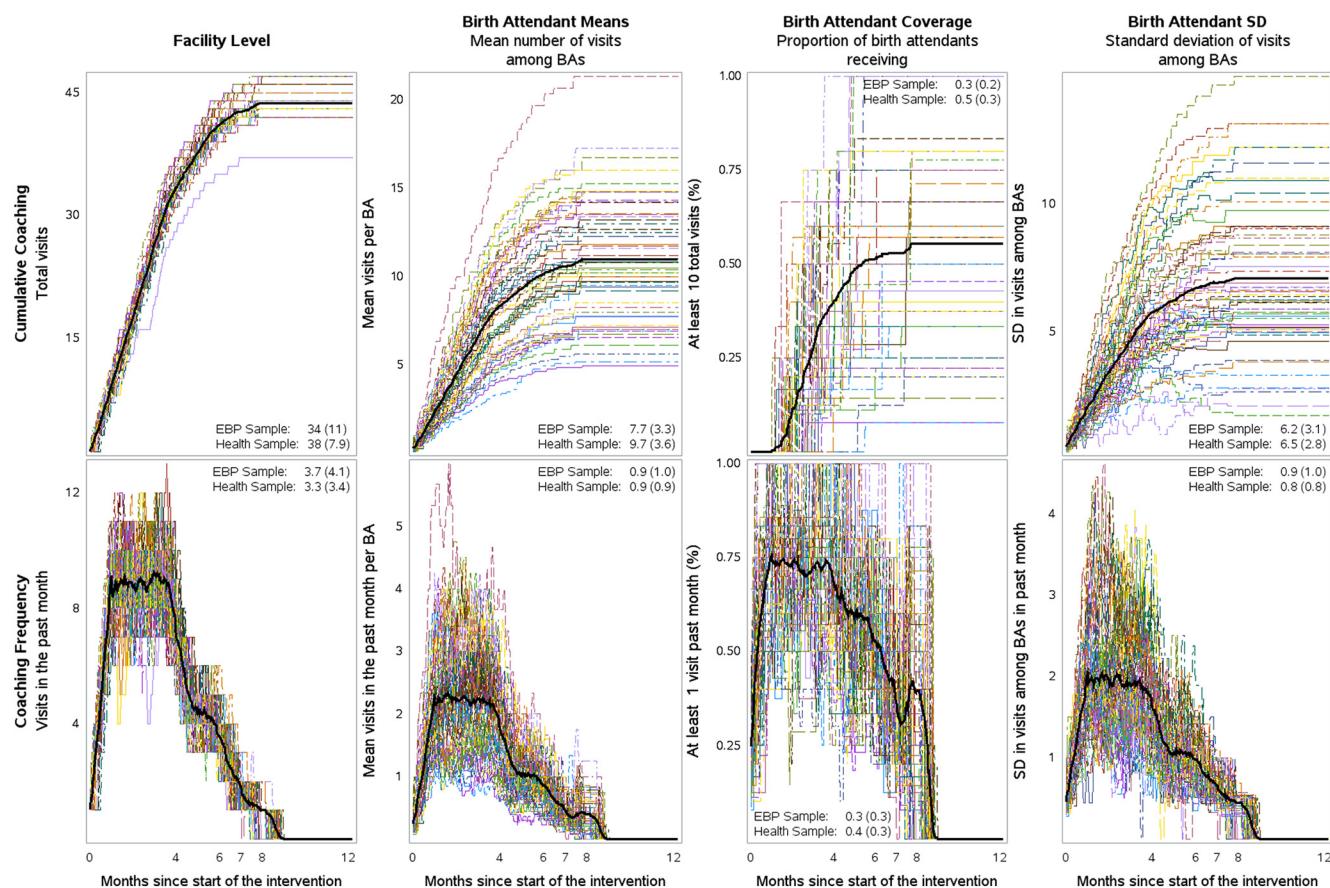 Facility Level
Birth Attendant Means
Mean number of visits
among BAs
Birth Attendant Coverage
Proportion of birth attendants
receiving
Birth Attendant SD
Standard deviation of visits
among BAs
Cumulative Coaching
Total visits
45
30
15
EBP Sample: 34 (11)
Health Sample: 38 (7.9)
Mean visits per BA
20
15
10
5
EBP Sample: 7.7 (3.3)
Health Sample: 9.7 (3.6)
At least 10 total visits (%)
1.00
0.75
0.50
0.25
EBP Sample: 0.3 (0.2)
Health Sample: 0.5 (0.3)
SD in visits among BAs
10
5
EBP Sample: 6.2 (3.1)
Health Sample: 6.5 (2.8)
Coaching Frequency
Visits in the past month
12
8
4
EBP Sample: 3.7 (4.1)
Health Sample: 3.3 (3.4)
0 4 7 8 12
Months since start of the intervention
Mean visits in the past month per BA
5
4
3
2
1
EBP Sample: 0.9 (1.0)
Health Sample: 0.9 (0.9)
0 4 7 8 12
Months since start of the intervention
At least 1 visit past month (%)
1.00
0.75
0.50
0.25
EBP Sample: 0.3 (0.3)
Health Sample: 0.4 (0.3)
0 4 7 8 12
Months since start of the intervention
SD in visits among BAs in past month
4
3
2
1
EBP Sample: 0.9 (1.0)
Health Sample: 0.8 (0.8)
0 4 7 8 12
Months since start of the intervention